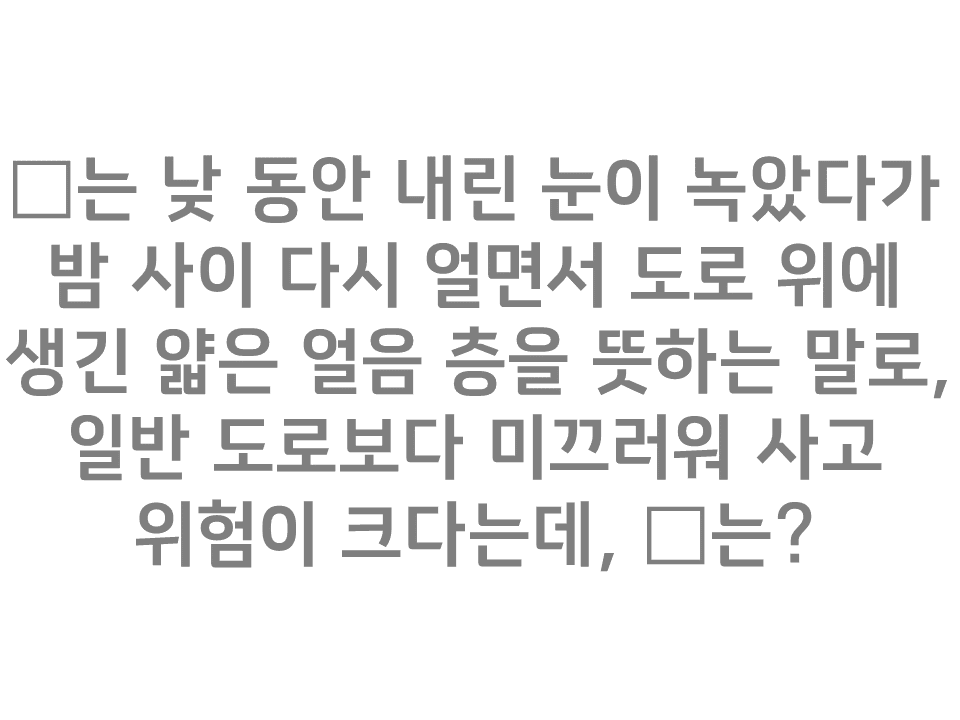 □는 낮 동안 내린 눈이 녹았다가
밤 사이 다시 얼면서 도로 위에
생긴 얇은 얼음 층을 뜻하는 말로,
일반 도로보다 미끄러워 사고
위험이 크다는데, □는?